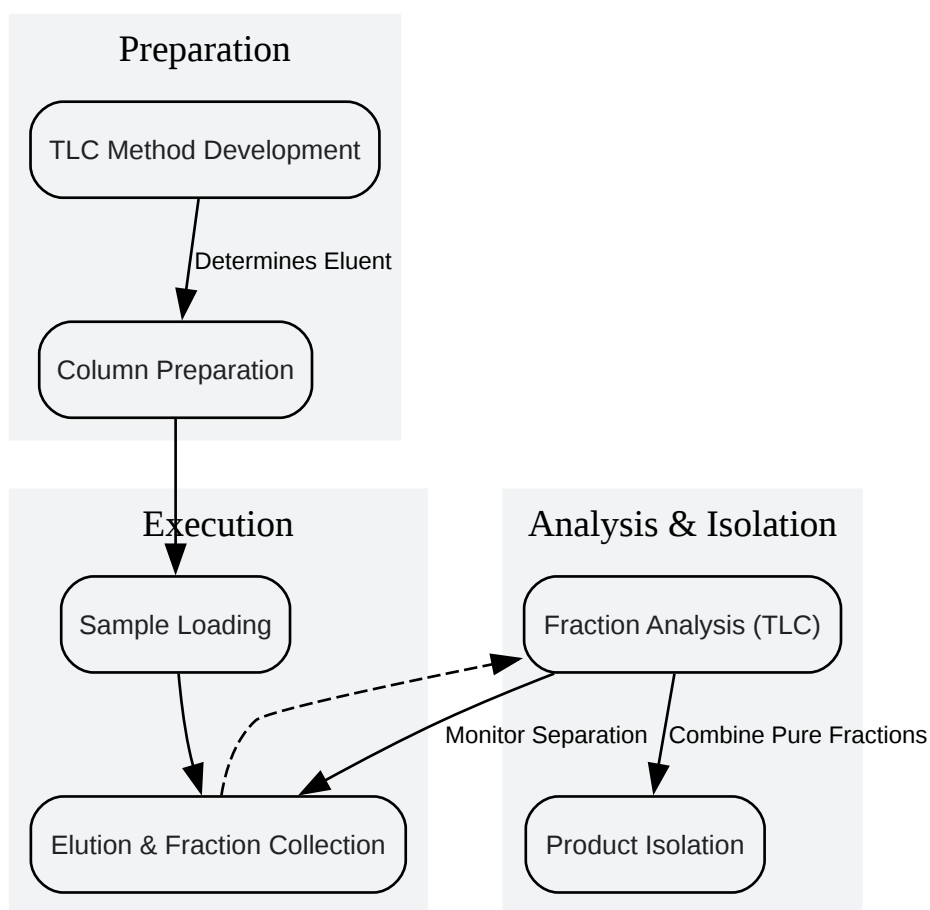 Preparation
TLC Method Development
Determines Eluent
Column Preparation
Execution
Sample Loading
Elution & Fraction Collection
Analysis & Isolation
Fraction Analysis (TLC)
Monitor Separation
Combine Pure Fractions
Product Isolation